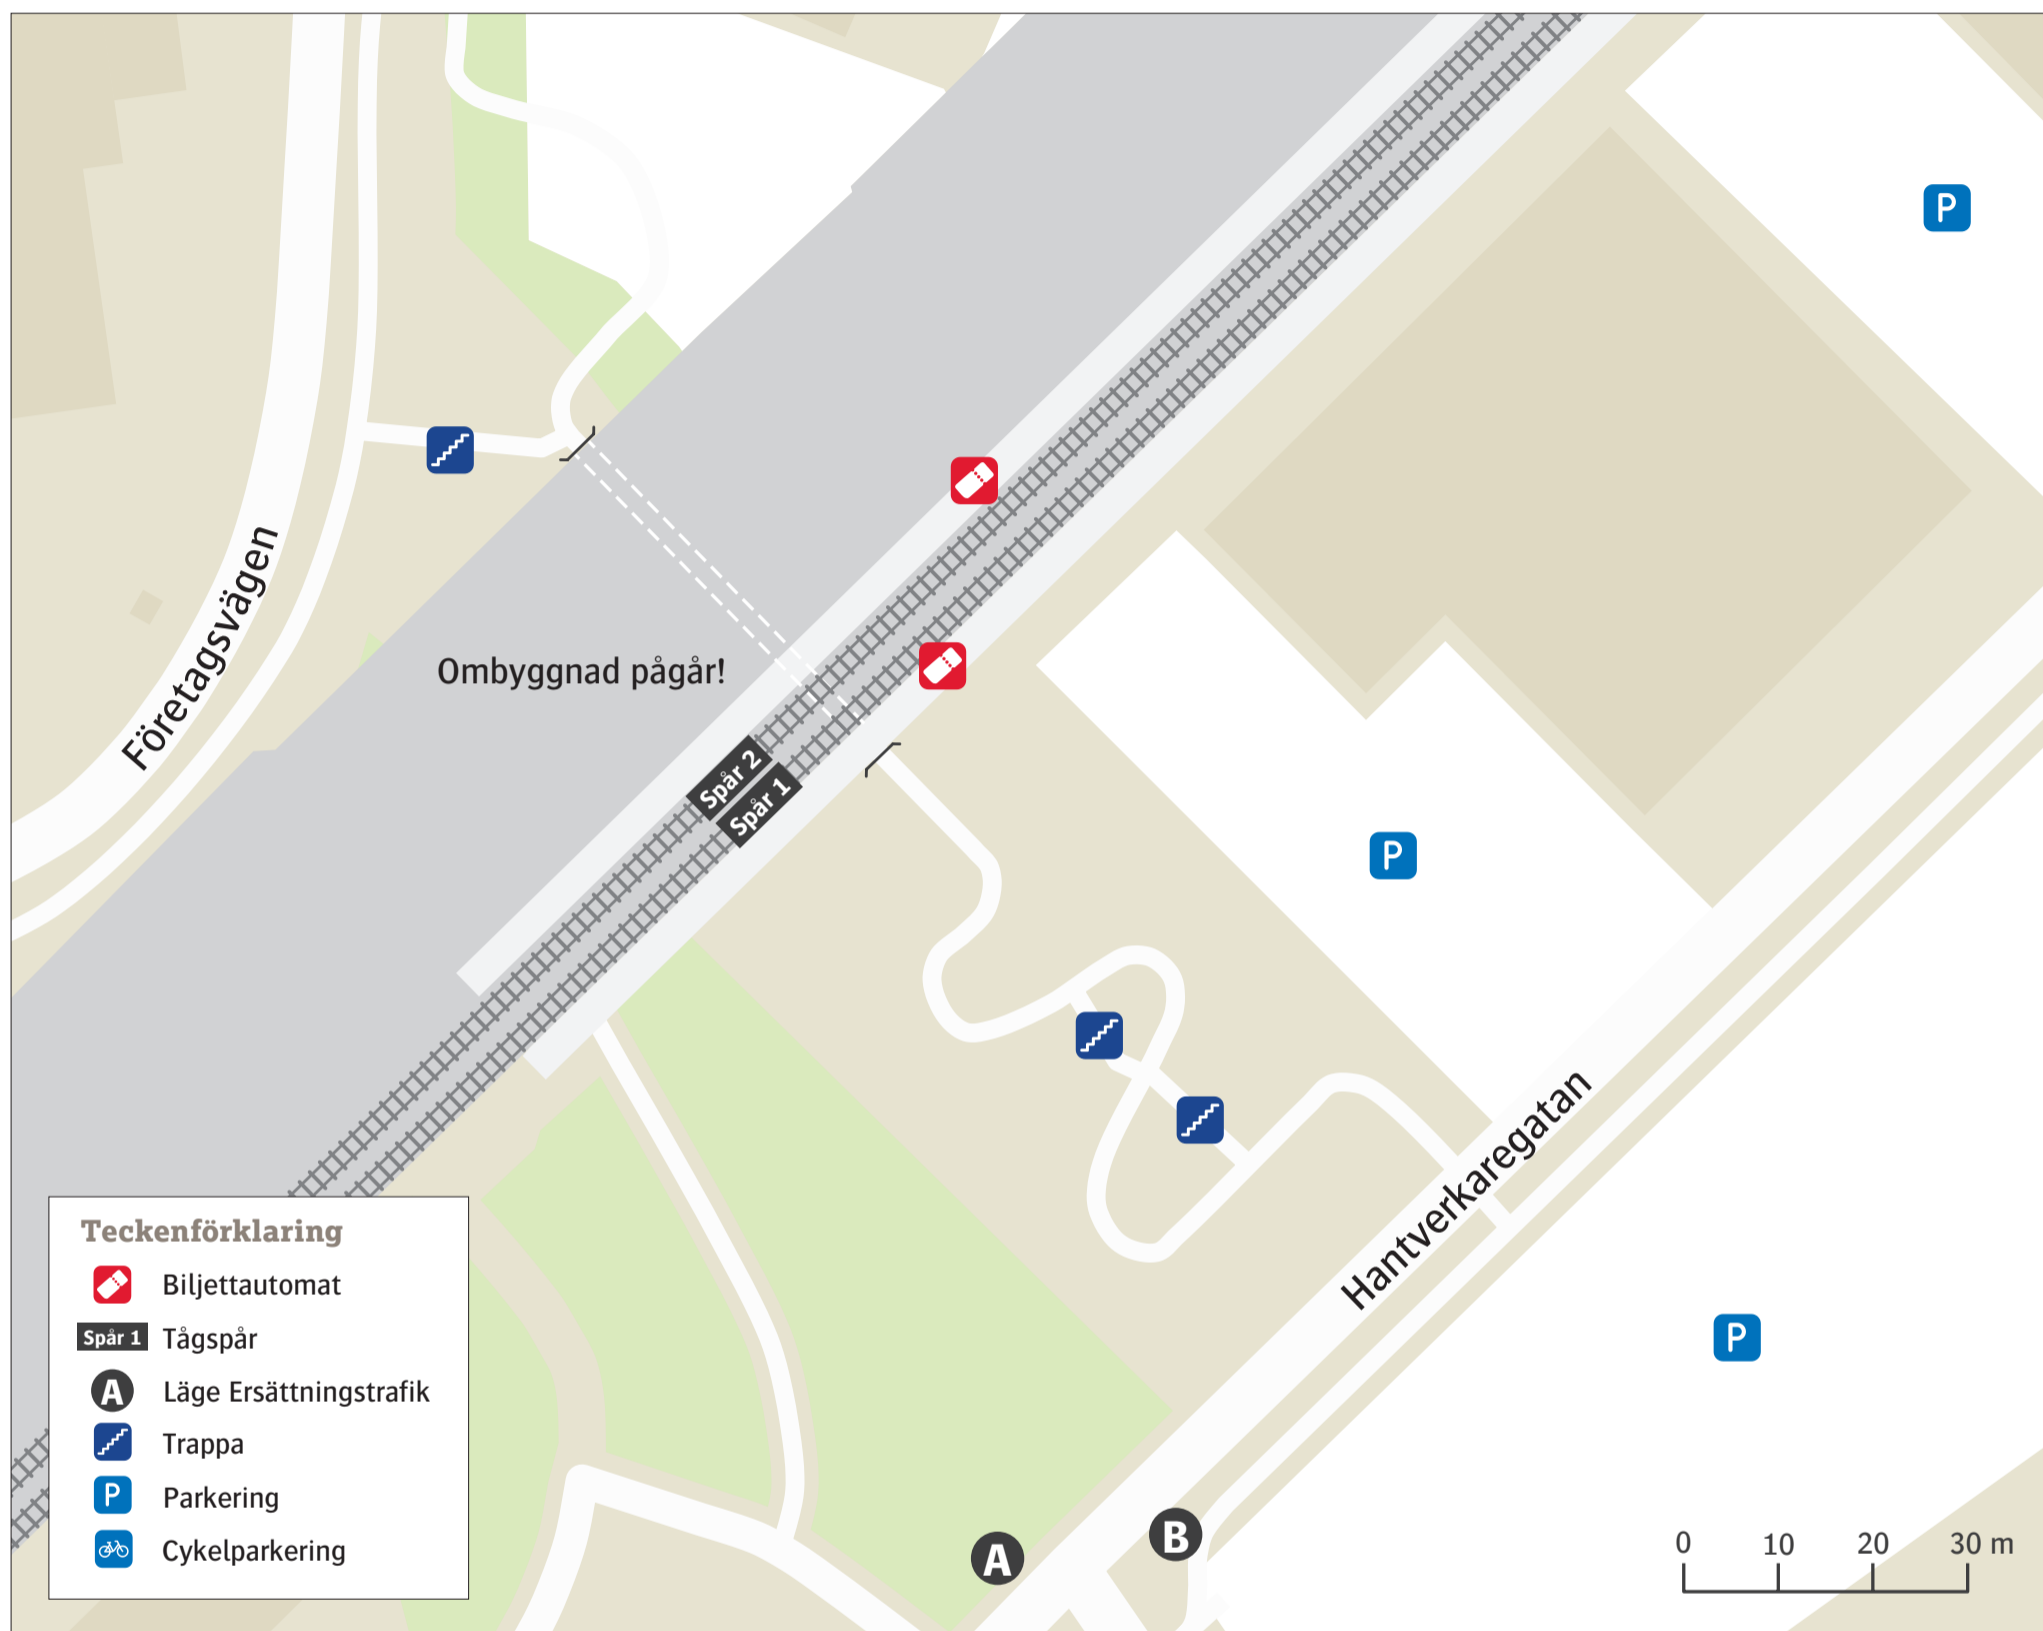 P
Företagsvägen
Ombyggnad pågår!
Spår 2
Spår 1
P
Hantverkaregatan
P
A
B
0 10 20 30 m
Teckenförklaring
Biljettautomat
Spår 1 Tågspår
A Läge Ersättningstrafik
Trappa
P Parkering
Cykelparkering